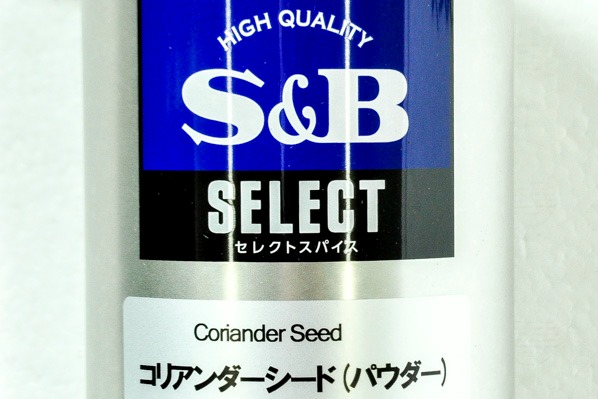 HIGH QUALITY
S&B
SELECT
セレクトスパイス
Coriander Seed
コリアンダーシード(パウダー)